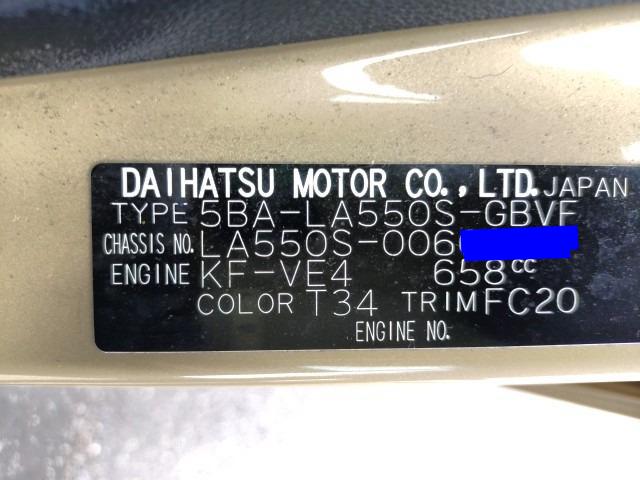 DAIHATSU MOTOR CO., LTD. JAPAN
TYPE 5BA-LA550S-GBVF
CHASSIS NO. LA550S-006
ENGINE KF-VE4 658cc
COLOR T34 TRIM FC20
ENGINE NO.